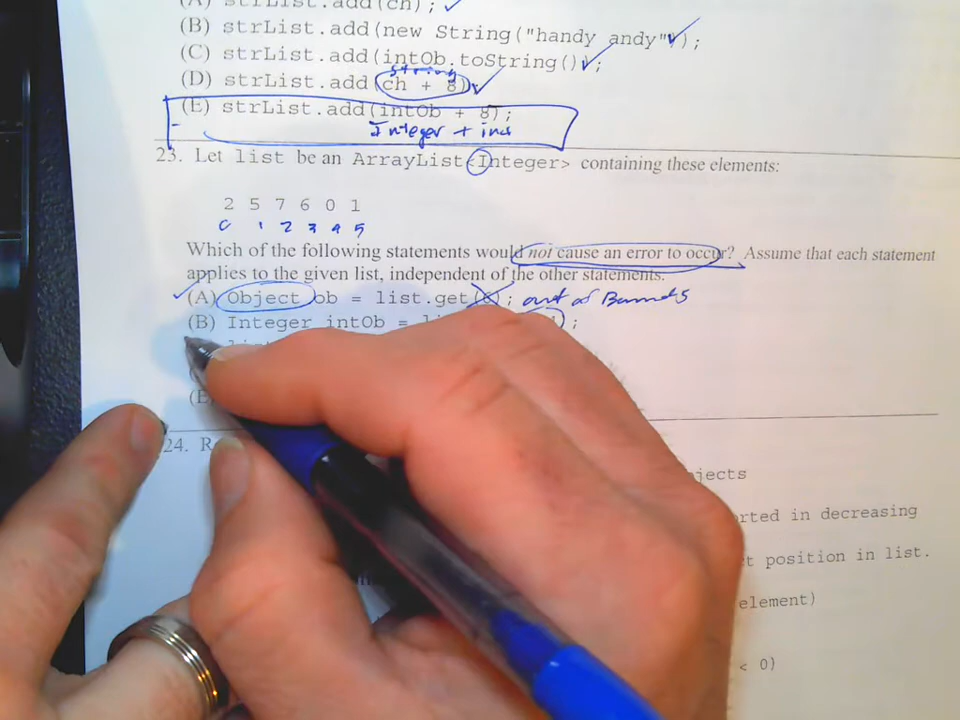 (A) strList.add(ch);
(B) strList.add(new String("handy andy"));
(C) strList.add(intOb.toString());
string
(D) strList.add(ch + 8);
(E) strList.add(intOb + 8);
Integer + int
23. Let list be an ArrayList<Integer> containing these elements:
2 5 7 6 0 1
0 1 2 3 4 5
Which of the following statements would not cause an error to occur? Assume that each statement
applies to the given list, independent of the other statements.
(A) Object ob = list.get( ); out of Bounds
(B) Integer intOb = );
(E)
24.
jects
rted in decreasing
t position in list.
element)
< 0)